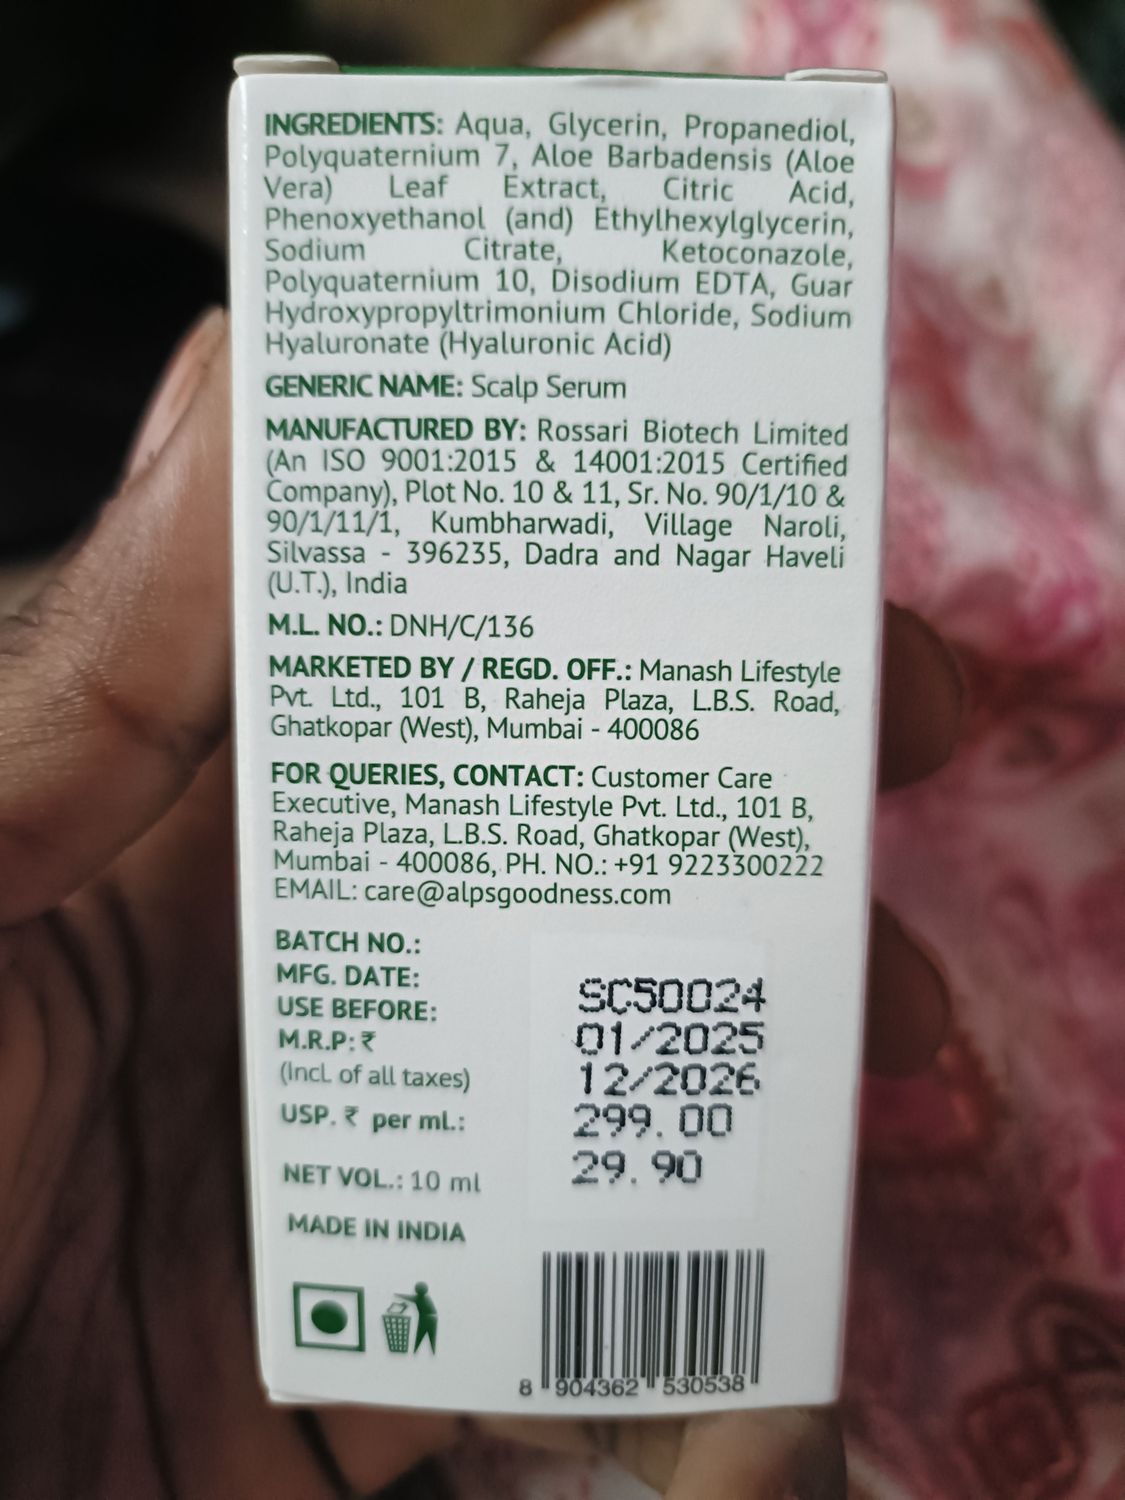 INGREDIENTS: Aqua, Glycerin, Propanediol,
Polyquaternium 7, Aloe Barbadensis (Aloe
Vera) Leaf Extract, Citric Acid,
Phenoxyethanol (and) Ethylhexylglycerin,
Sodium Citrate, Ketoconazole,
Polyquaternium 10, Disodium EDTA, Guar
Hydroxypropyltrimonium Chloride, Sodium
Hyaluronate (Hyaluronic Acid)
GENERIC NAME: Scalp Serum
MANUFACTURED BY: Rossari Biotech Limited
(An ISO 9001:2015 & 14001:2015 Certified
Company), Plot No. 10 & 11, Sr. No. 90/1/10 &
90/1/11/1, Kumbharwadi, Village Naroli,
Silvassa - 396235, Dadra and Nagar Haveli
(U.T.), India
M.L. NO.: DNH/C/136
MARKETED BY / REGD. OFF.: Manash Lifestyle
Pvt. Ltd., 101 B, Raheja Plaza, L.B.S. Road,
Ghatkopar (West), Mumbai - 400086
FOR QUERIES, CONTACT: Customer Care
Executive, Manash Lifestyle Pvt. Ltd., 101 B,
Raheja Plaza, L.B.S. Road, Ghatkopar (West),
Mumbai - 400086, PH. NO.: +91 9223300222
EMAIL: care@alpsgoodness.com
BATCH NO.: SC50024
MFG. DATE: 01/2025
USE BEFORE: 12/2026
M.R.P: ₹ 299.00
(Incl. of all taxes)
USP. ₹ per ml.: 29.90
NET VOL.: 10 ml
MADE IN INDIA
8 904362 530538